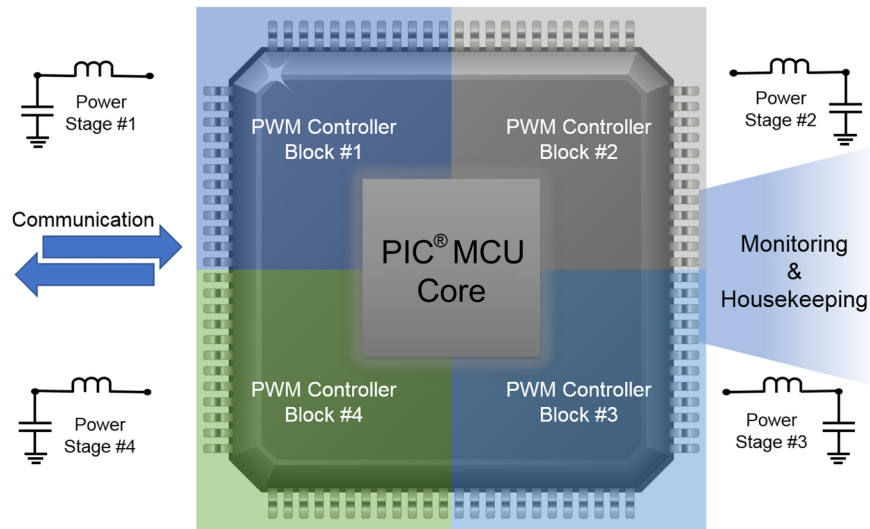 Power
Stage #1
PWM Controller
Block #1
PWM Controller
Block #2
Power
Stage #2
Communication
PIC® MCU
Core
Monitoring
&
Housekeeping
Power
Stage #4
PWM Controller
Block #4
PWM Controller
Block #3
Power
Stage #3